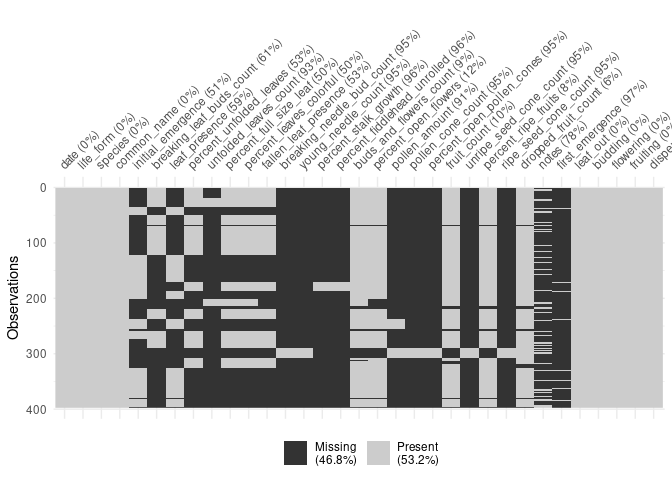 date (0%)
life_form (0%)
species (0%)
common_name (0%)
initial_emergence (51%)
breaking_leaf_buds_count (61%)
leaf_presence (59%)
percent_unfolded_leaves (53%)
unfolded_leaves_count (93%)
percent_full_size_leaf (50%)
percent_leaves_colorful (50%)
fallen_leaf_presence (53%)
breaking_needle_bud_count (95%)
young_needle_count (95%)
percent_stalk_growth (96%)
percent_fiddlehead_unrolled (96%)
buds_and_flowers_count (9%)
percent_open_flowers (12%)
pollen_amount (91%)
pollen_cone_count (95%)
percent_open_pollen_cones (95%)
fruit_count (10%)
unripe_seed_cone_count (95%)
percent_ripe_fruits (8%)
ripe_seed_cone_count (95%)
dropped_fruit_count (6%)
notes (78%)
first_emergence (97%)
leaf_out (0%)
budding (0%)
flowering (0%)
fruiting (0%)
dispe
0
100
200
300
400
Observations
Missing
(46.8%)
Present
(53.2%)